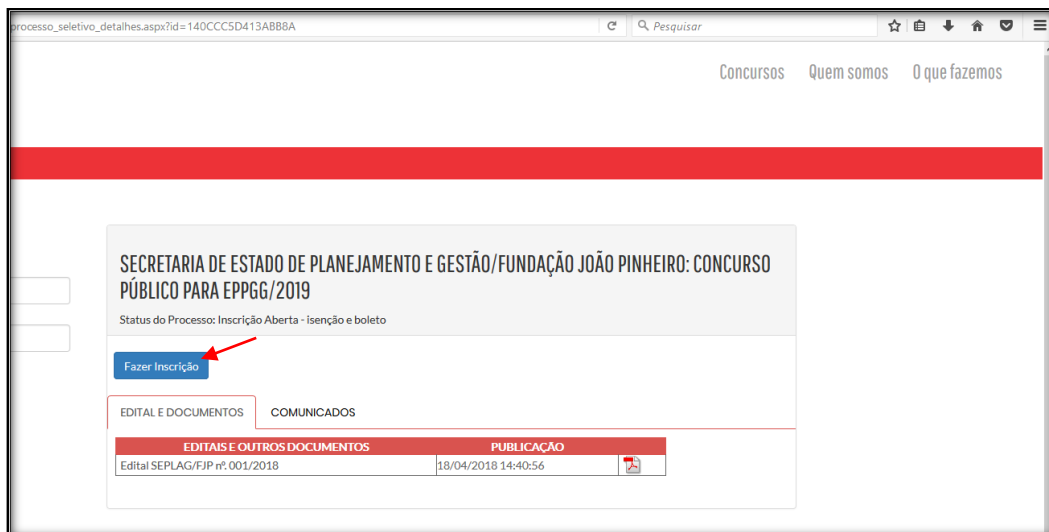 processo_seletivo_detalhes.aspx?id=140CCC5D413ABB8A
Pesquisar
Concursos Quem somos O que fazemos
SECRETARIA DE ESTADO DE PLANEJAMENTO E GESTÃO/FUNDAÇÃO JOÃO PINHEIRO: CONCURSO
PÚBLICO PARA EPPGG/2019
Status do Processo: Inscrição Aberta - isenção e boleto
Fazer Inscrição
EDITAL E DOCUMENTOS COMUNICADOS
EDITAIS E OUTROS DOCUMENTOS PUBLICAÇÃO
Edital SEPLAG/FJP nº. 001/2018 18/04/2018 14:40:56